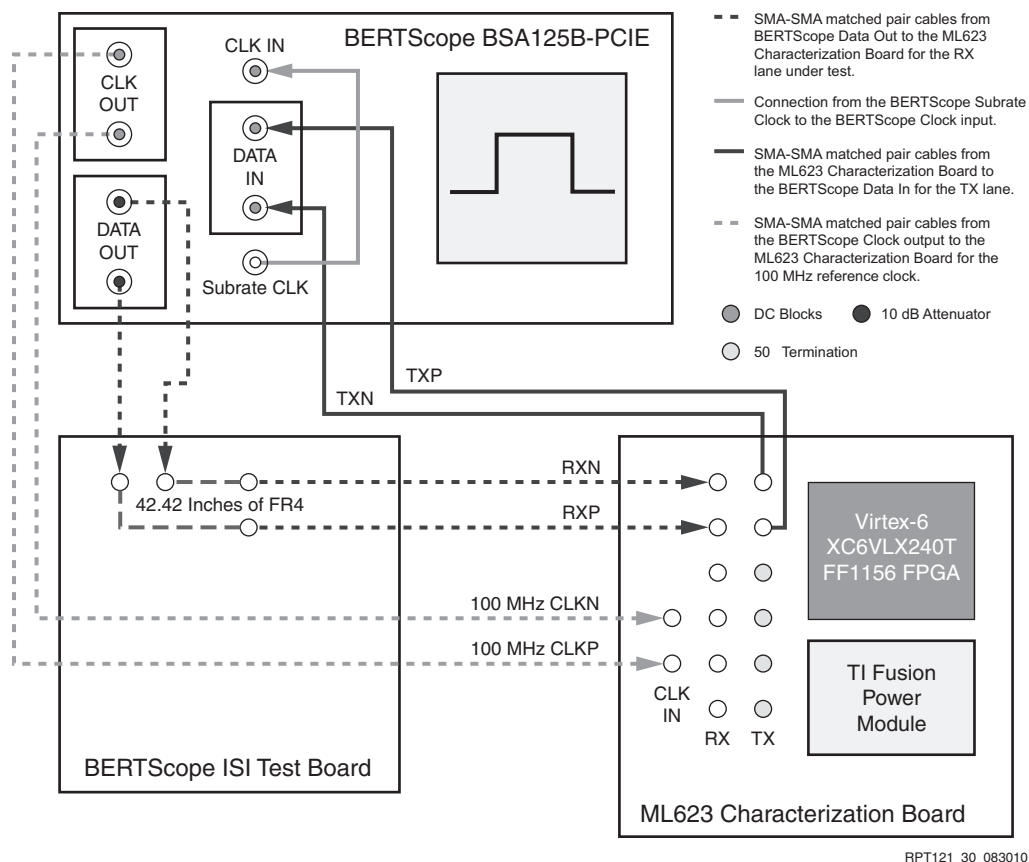 BERTScope BSA125B-PCIE
CLK
OUT
CLK IN
DATA
IN
DATA
OUT
Subrate CLK
SMA-SMA matched pair cables from
BERTScope Data Out to the ML623
Characterization Board for the RX
lane under test.
Connection from the BERTScope Subrate
Clock to the BERTScope Clock input.
SMA-SMA matched pair cables from
the ML623 Characterization Board to
the BERTScope Data In for the TX lane.
SMA-SMA matched pair cables from
the BERTScope Clock output to the
ML623 Characterization Board for the
100 MHz reference clock.
DC Blocks
10 dB Attenuator
50 Termination
TXP
TXN
RXN
42.42 Inches of FR4
RXP
Virtex-6
XC6VLX240T
FF1156 FPGA
100 MHz CLKN
100 MHz CLKP
CLK
IN
RX
TX
TI Fusion
Power
Module
BERTScope ISI Test Board
ML623 Characterization Board
RPT121_30_083010